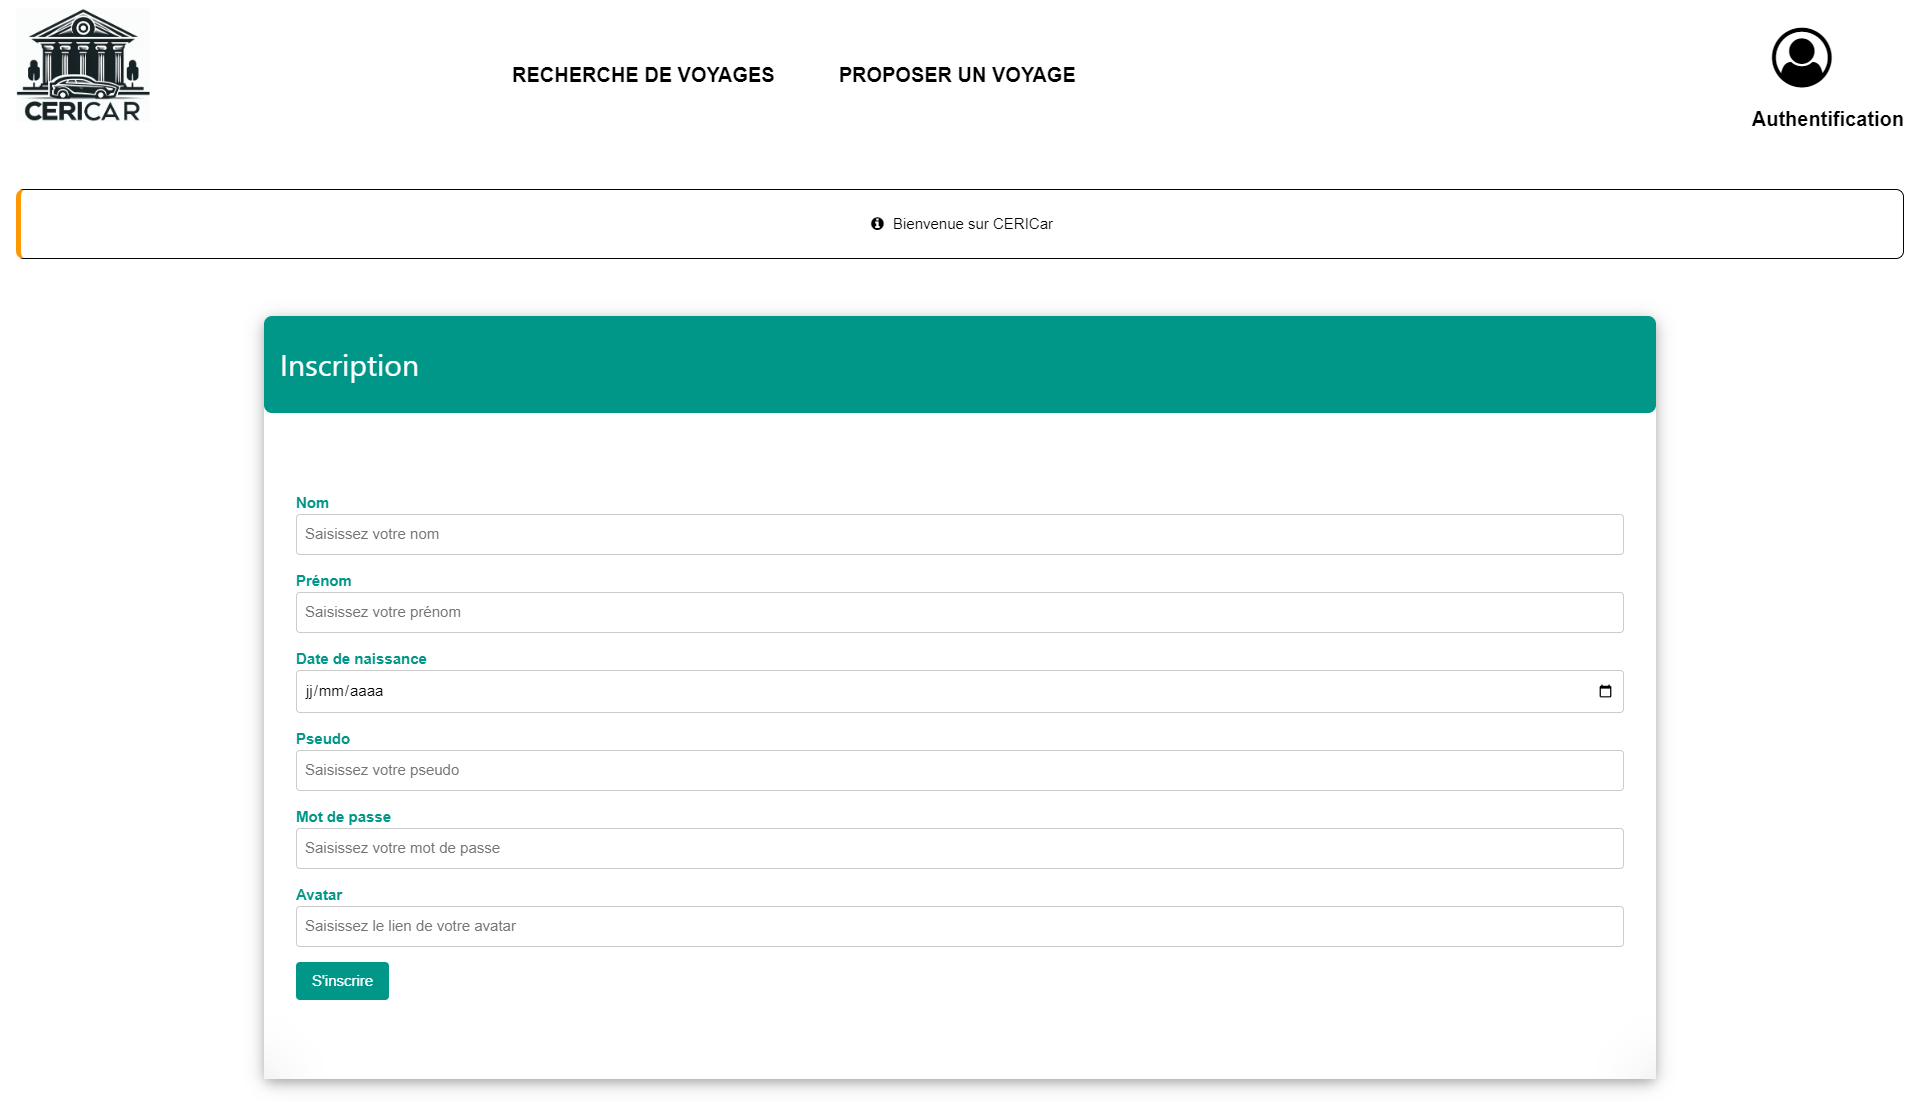 CERICAR
RECHERCHE DE VOYAGES
PROPOSER UN VOYAGE
Authentification
Bienvenue sur CERICar
Inscription
Nom
Saisissez votre nom
Prénom
Saisissez votre prénom
Date de naissance
jj/mm/aaaa
Pseudo
Saisissez votre pseudo
Mot de passe
Saisissez votre mot de passe
Avatar
Saisissez le lien de votre avatar
S'inscrire